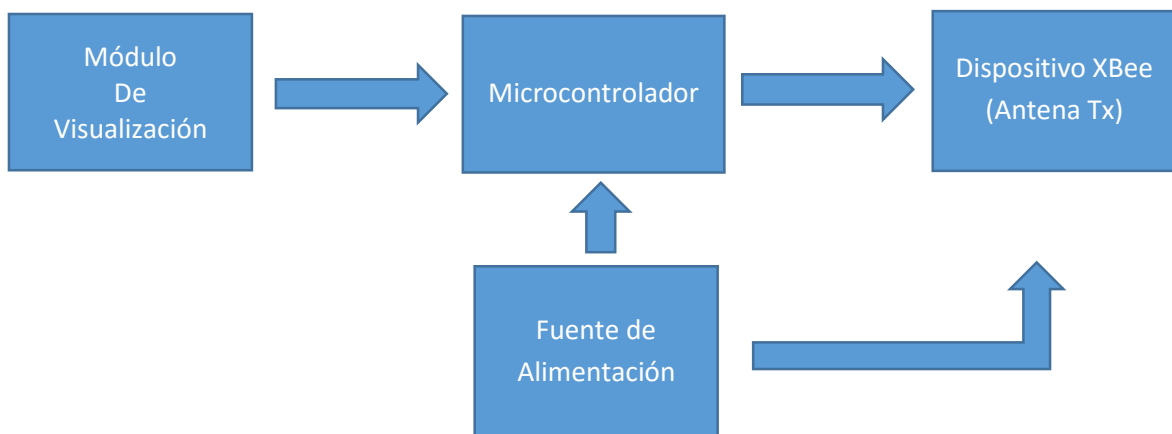 Módulo
De
Visualización
Microcontrolador
Dispositivo XBee
(Antena Tx)
Fuente de
Alimentación